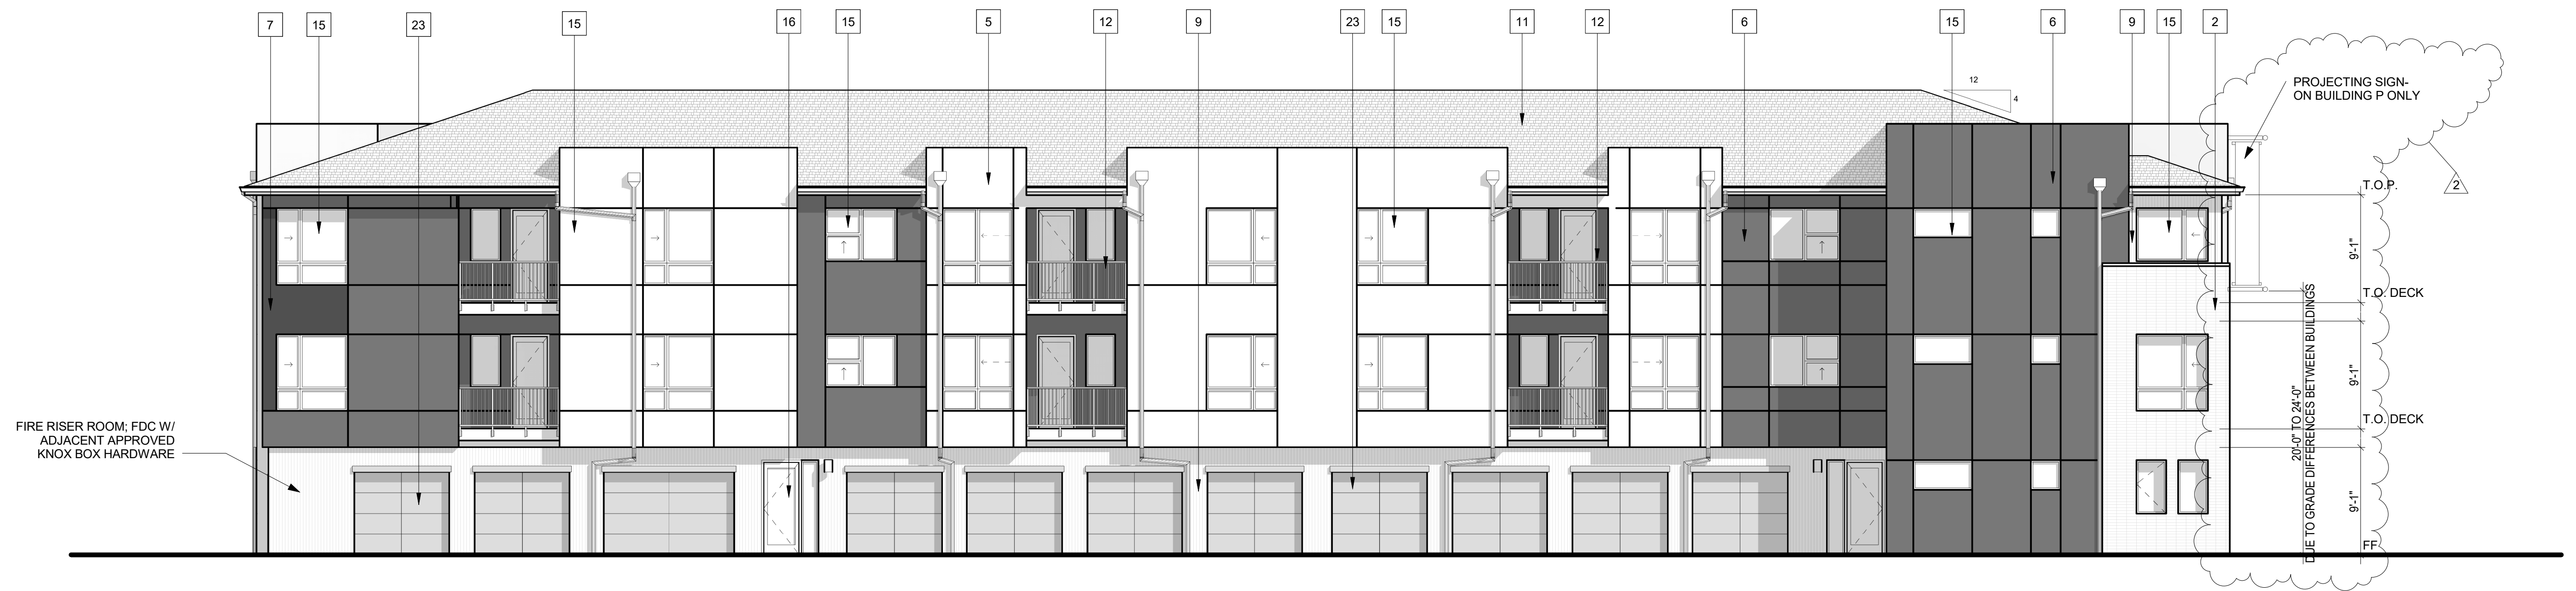 7
15
23
15
16
15
5
12
9
23
15
11
12
6
15
6
9
15
2
12
4
PROJECTING SIGN-
ON BUILDING P ONLY
2
T.O.P.
9'-1"
T.O. DECK
9'-1"
T.O. DECK
9'-1"
FF
20'-0" TO 24'-0"
DUE TO GRADE DIFFERENCES BETWEEN BUILDINGS
FIRE RISER ROOM; FDC W/
ADJACENT APPROVED
KNOX BOX HARDWARE